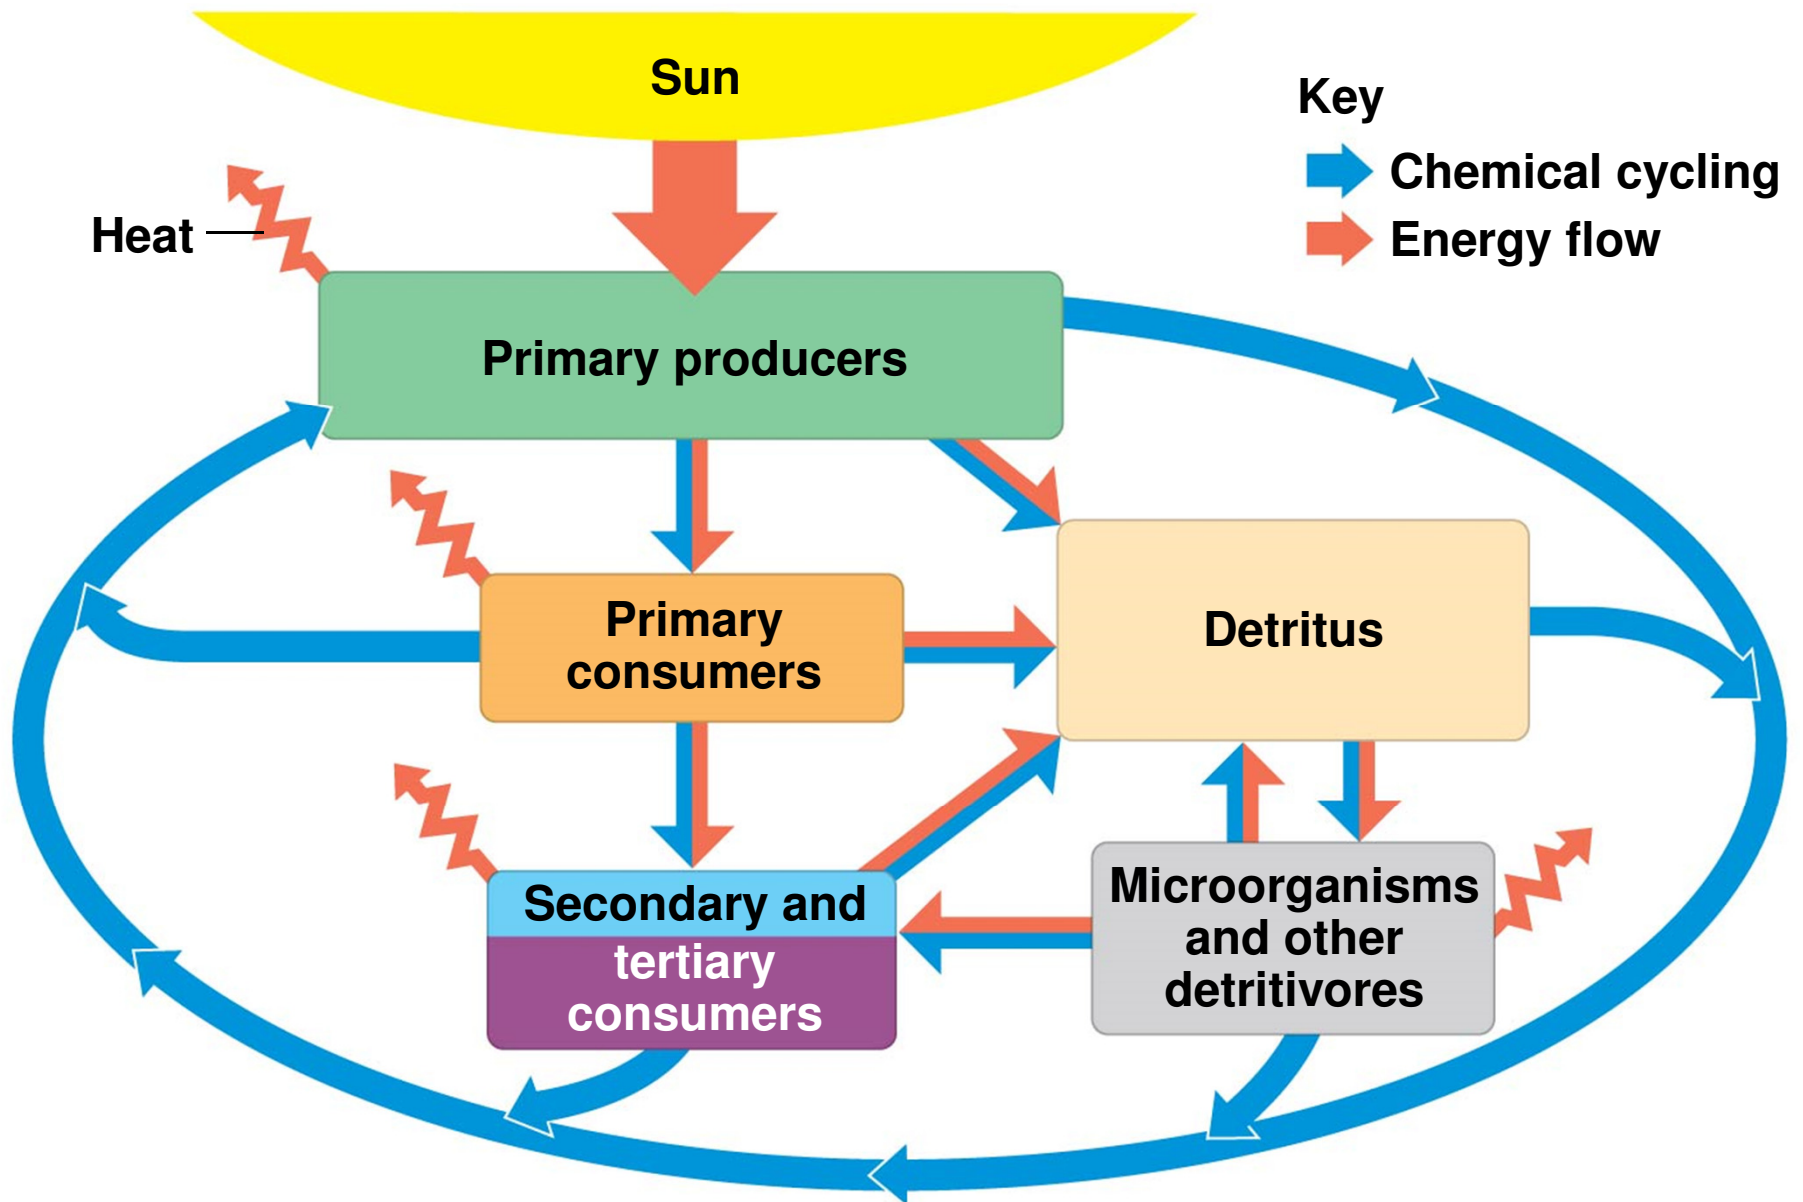 Sun
Key
Chemical cycling
Energy flow
Heat
Primary producers
Primary
consumers
Detritus
Secondary and
tertiary
consumers
Microorganisms
and other
detritivores